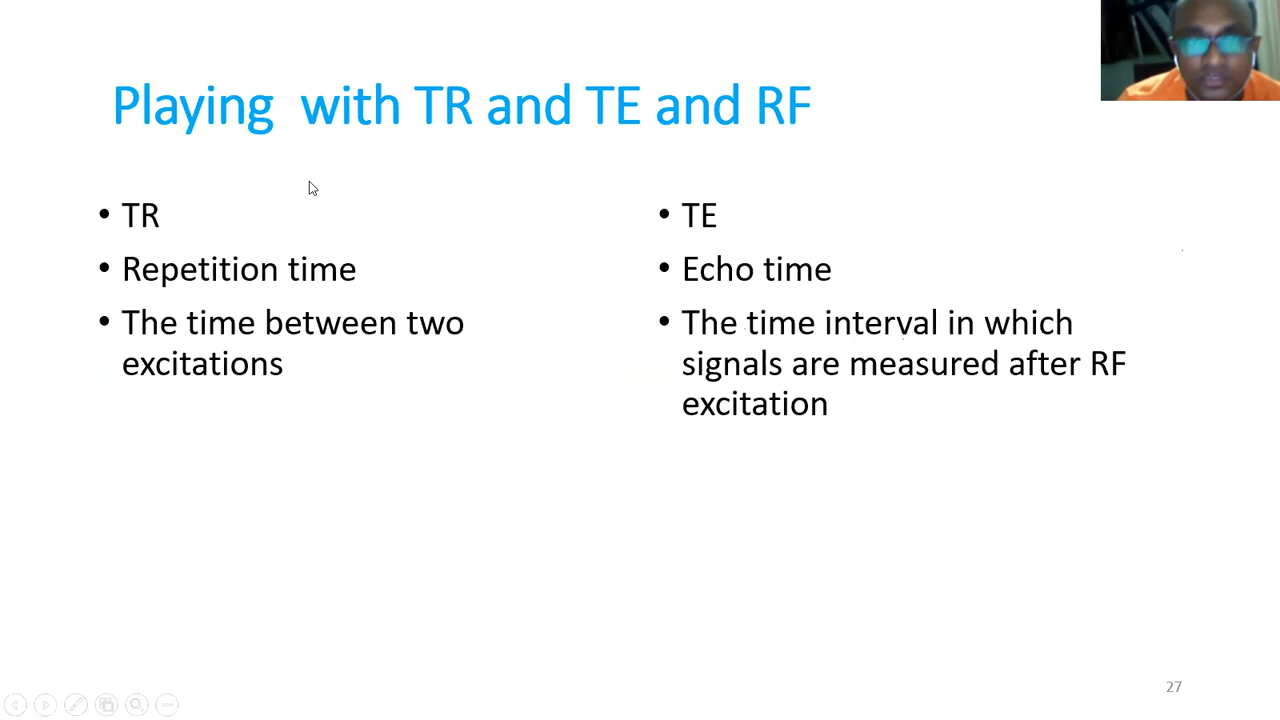 Playing with TR and TE and RF
• TR
• Repetition time
• The time between two
excitations
• TE
• Echo time
• The time interval in which
signals are measured after RF
excitation
27